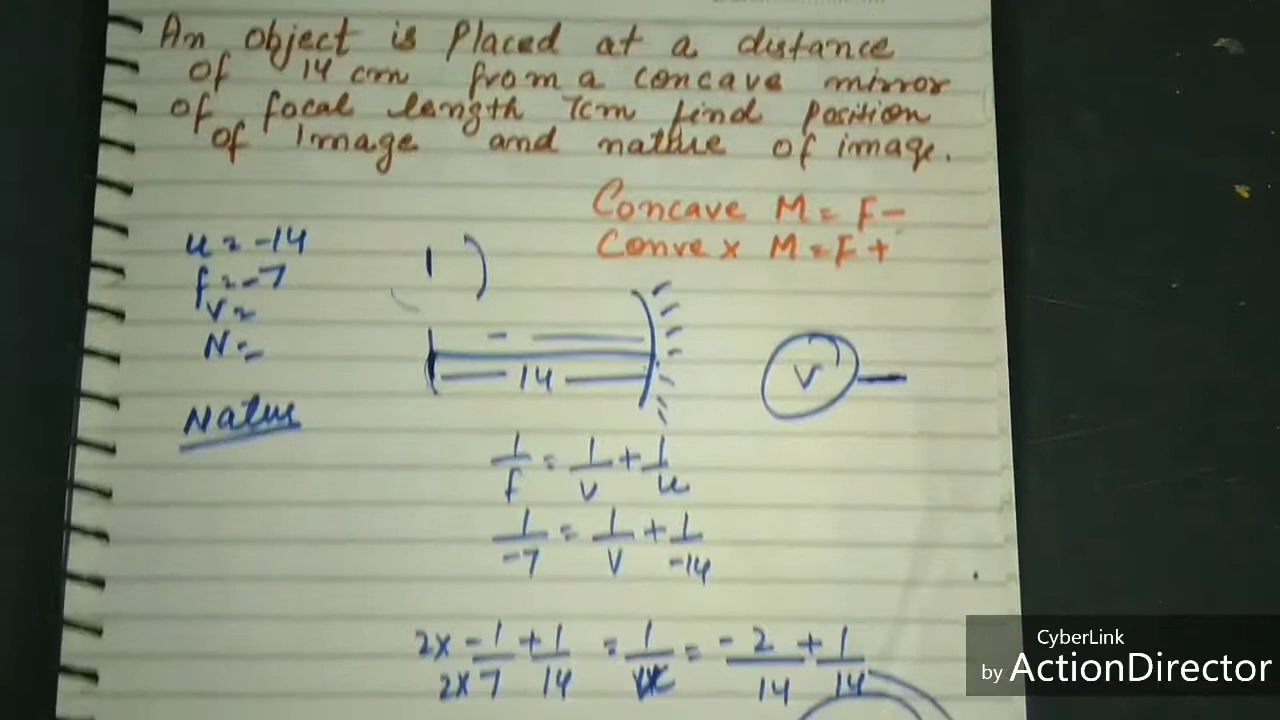 An object is Placed at a distance
of 14 cm from a concave mirror
of focal length 7cm find position
of Image and nature of image.
Concave M = F -
Convex M = F +
u = -14
f = -7
V =
N =
Nature
14
V
1/f = 1/v + 1/u
1/-7 = 1/v + 1/-14
2x -1/2x7 + 1/14 = 1/v = -2/14 + 1/14
CyberLink
by ActionDirector